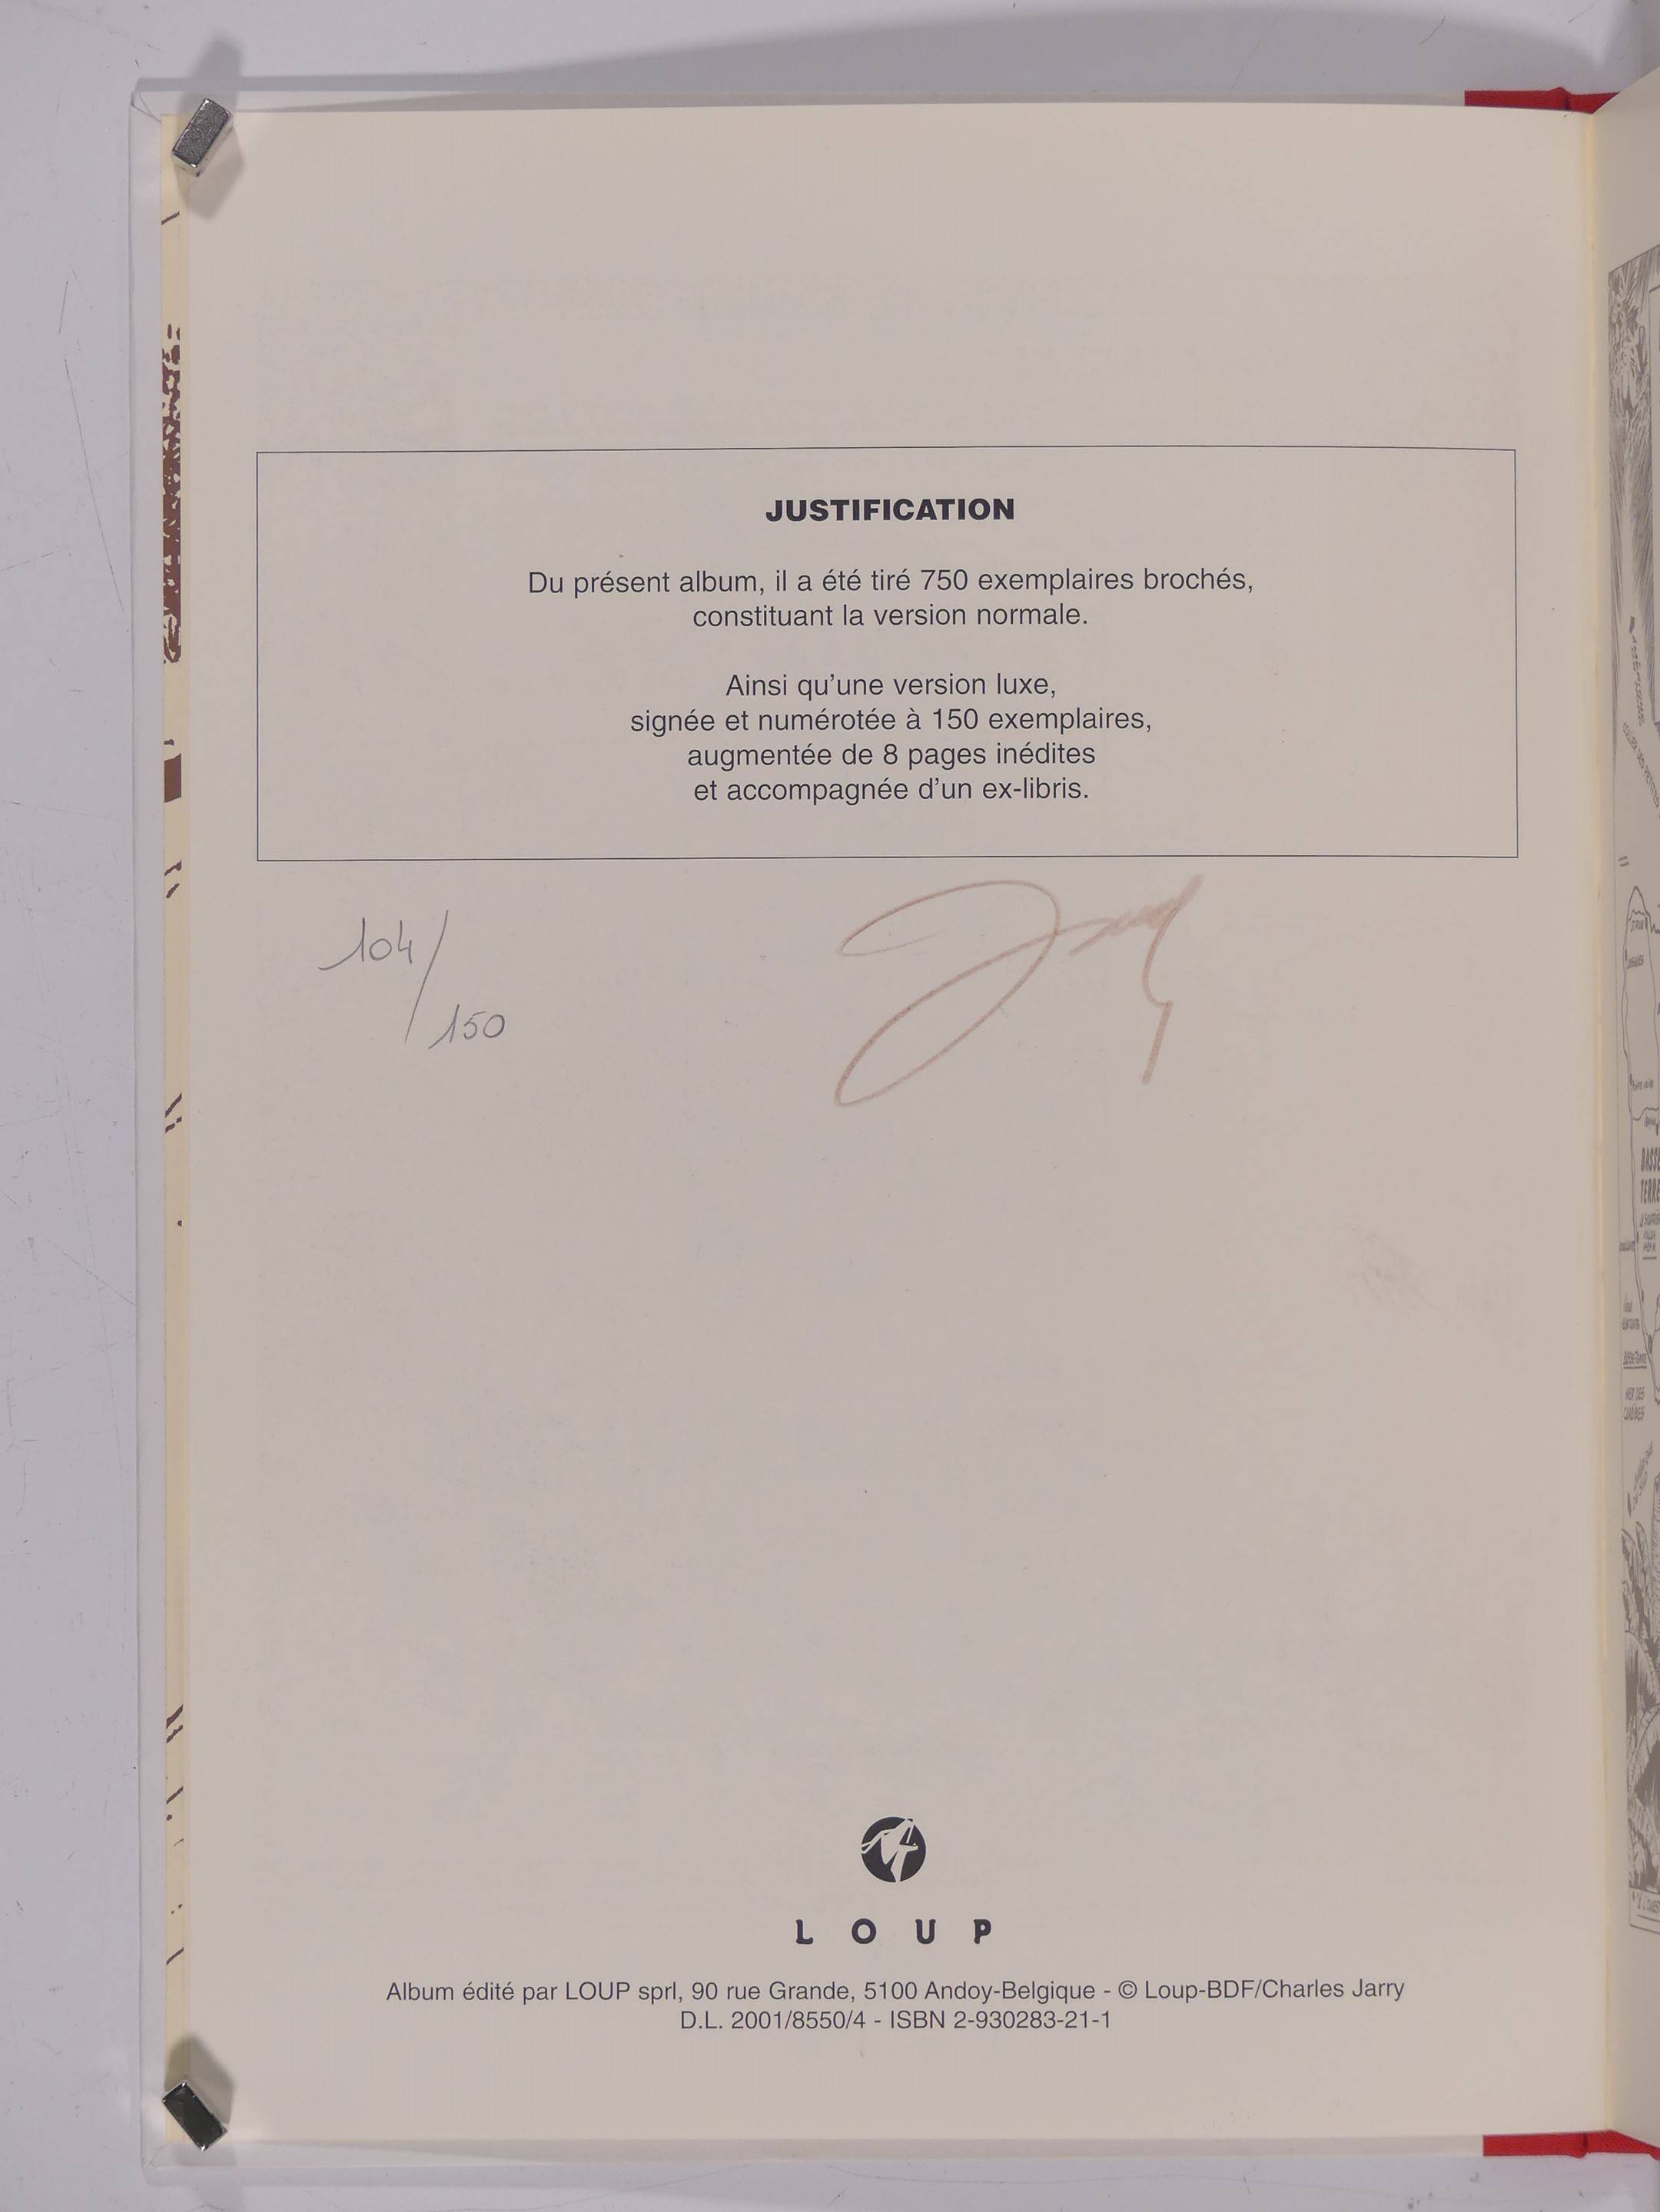 JUSTIFICATION
Du présent album, il a été tiré 750 exemplaires brochés,
constituant la version normale.
Ainsi qu'une version luxe,
signée et numérotée à 150 exemplaires,
augmentée de 8 pages inédites
et accompagnée d'un ex-libris.
104/
150
LOUP
Album édité par LOUP sprl, 90 rue Grande, 5100 Andoy-Belgique - © Loup-BDF/Charles Jarry
D.L. 2001/8550/4 - ISBN 2-930283-21-1